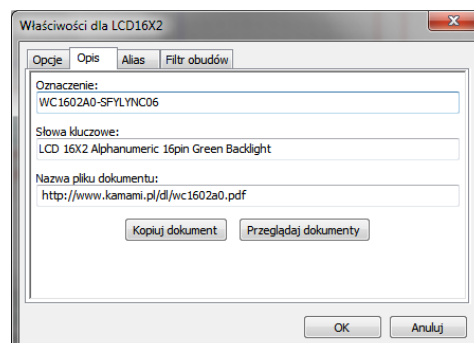 Właściwości dla LCD16X2
Opcje Opis Alias Filtr obudów
Oznaczenie:
WC1602A0-SFYLYNC06
Słowa kluczowe:
LCD 16X2 Alphanumeric 16pin Green Backlight
Nazwa pliku dokumentu:
http://www.kamami.pl/dl/wc1602a0.pdf
Kopiuj dokument Przeglądaj dokumenty
OK Anuluj